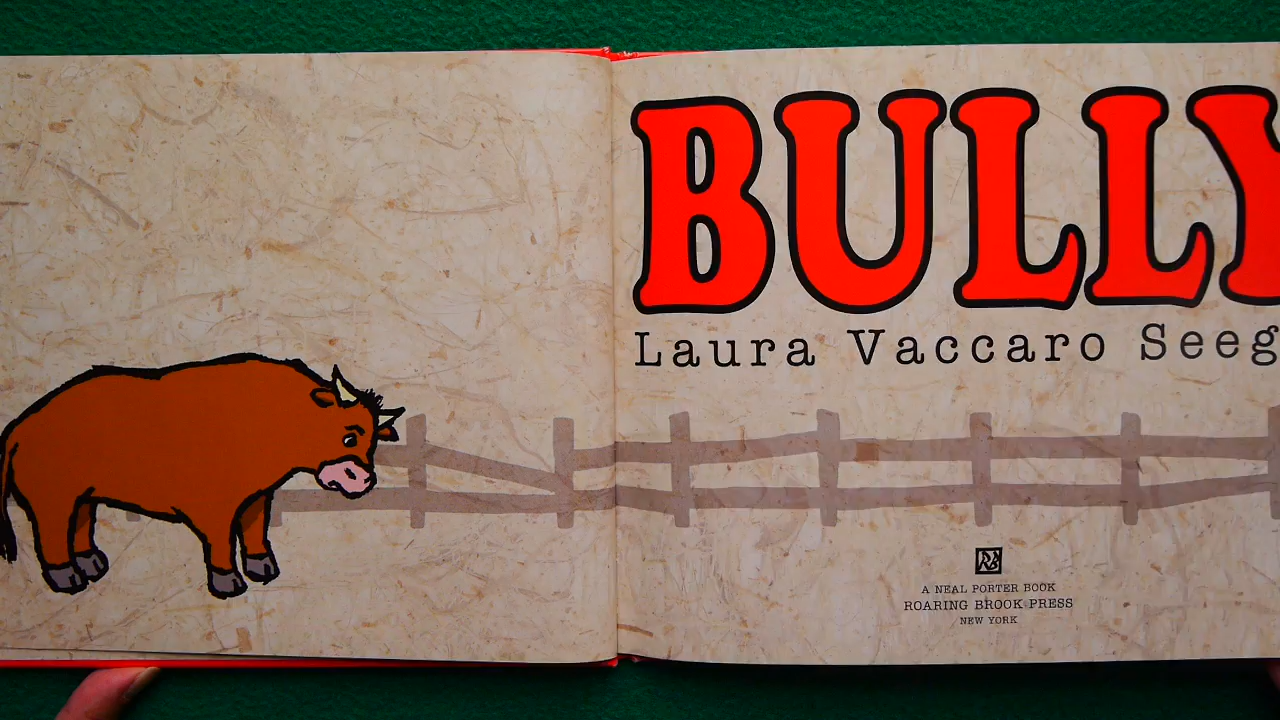 BULLY
Laura Vaccaro Seeg
A NEAL PORTER BOOK
ROARING BROOK PRESS
NEW YORK